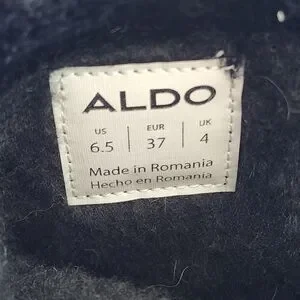 ALDO
US | EUR | UK
6.5 | 37 | 4
Made in Romania
Hecho en Romania